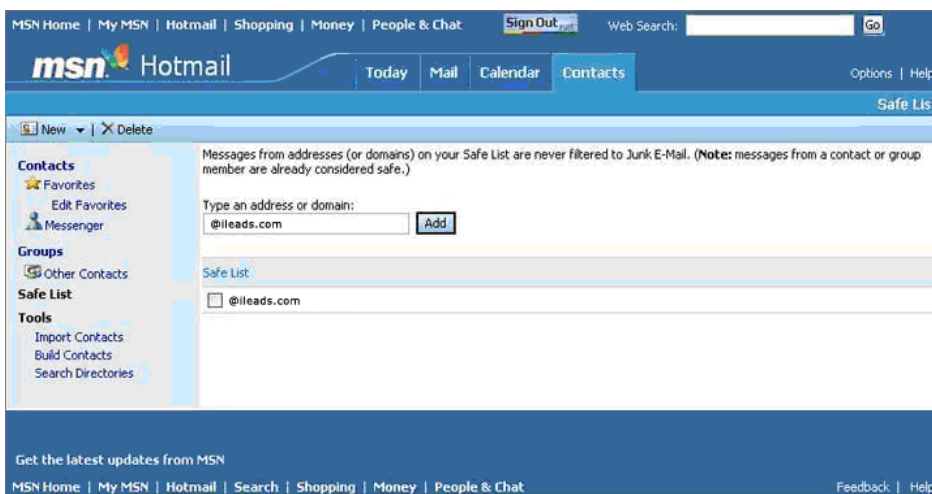 MSN Home | My MSN | Hotmail | Shopping | Money | People & Chat Sign Out Web Search: Go
msn Hotmail Today Mail Calendar Contacts Options | Help
Safe Lis
New | Delete
Messages from addresses (or domains) on your Safe List are never filtered to Junk E-Mail. (Note: messages from a contact or group
member are already considered safe.)
Contacts
Favorites
Edit Favorites
Messenger
Groups
Other Contacts
Safe List
Tools
Import Contacts
Build Contacts
Search Directories
Type an address or domain:
@ileads.com Add
Safe List
@ileads.com
Get the latest updates from MSN
MSN Home | My MSN | Hotmail | Search | Shopping | Money | People & Chat Feedback | Help